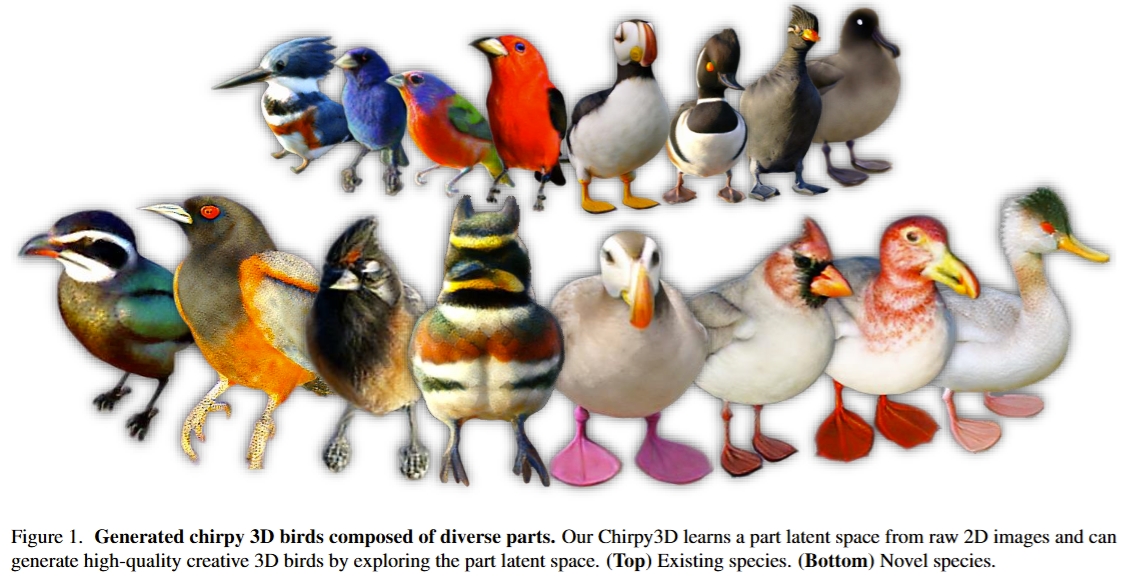 Figure 1. Generated chirpy 3D birds composed of diverse parts. Our Chirpy3D learns a part latent space from raw 2D images and can
generate high-quality creative 3D birds by exploring the part latent space. (Top) Existing species. (Bottom) Novel species.